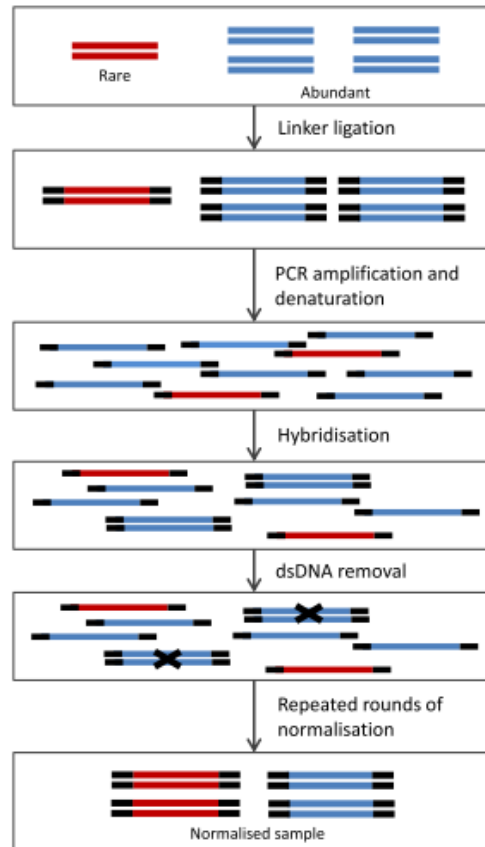 Rare
Abundant
Linker ligation
PCR amplification and
denaturation
Hybridisation
dsDNA removal
Repeated rounds of
normalisation
Normalised sample